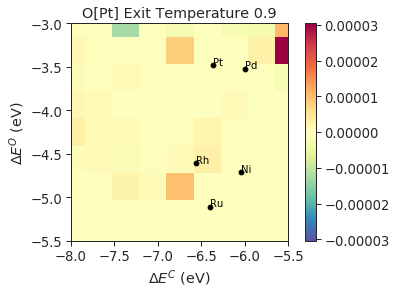 O[Pt] Exit Temperature 0.9
−3.0
−3.5
−4.0
−4.5
−5.0
−5.5
ΔE^O (eV)
Pt
Pd
Rh
Ni
Ru
−8.0 −7.5 −7.0 −6.5 −6.0 −5.5
ΔE^C (eV)
0.00003
0.00002
0.00001
0.00000
−0.00001
−0.00002
−0.00003